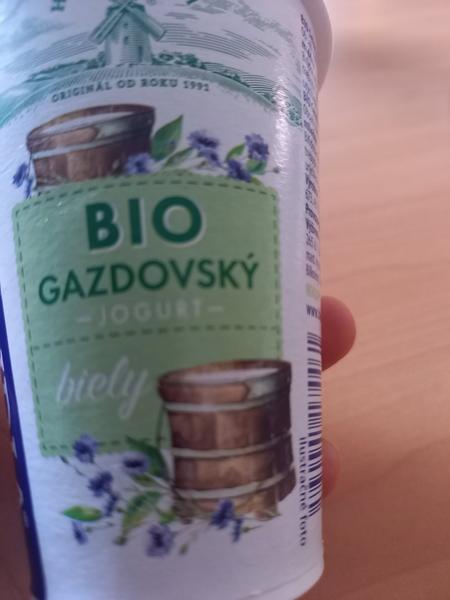 ORIGINÁL OD ROKU 1991
BIO
GAZDOVSKÝ
–JOGURT–
biely
ilustračné foto